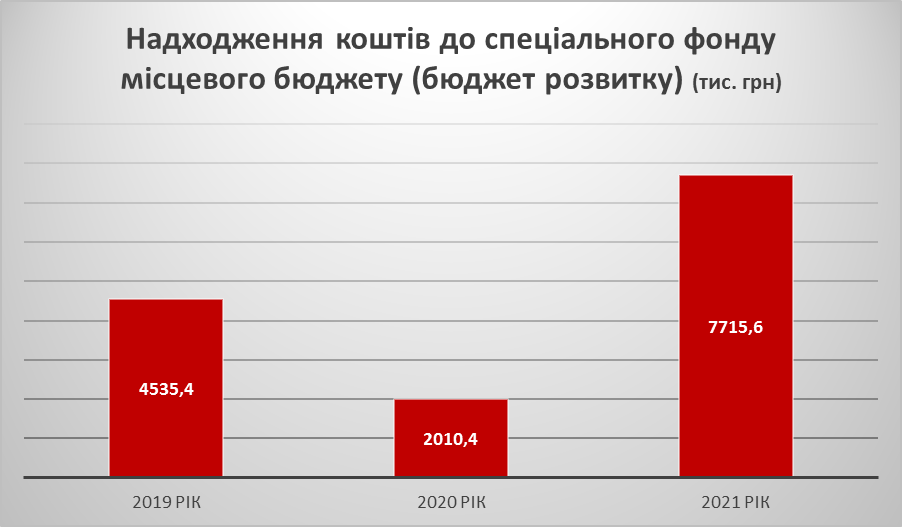 Надходження коштів до спеціального фонду
місцевого бюджету (бюджет розвитку) (тис. грн)
7715,6
4535,4
2010,4
2019 РІК 2020 РІК 2021 РІК